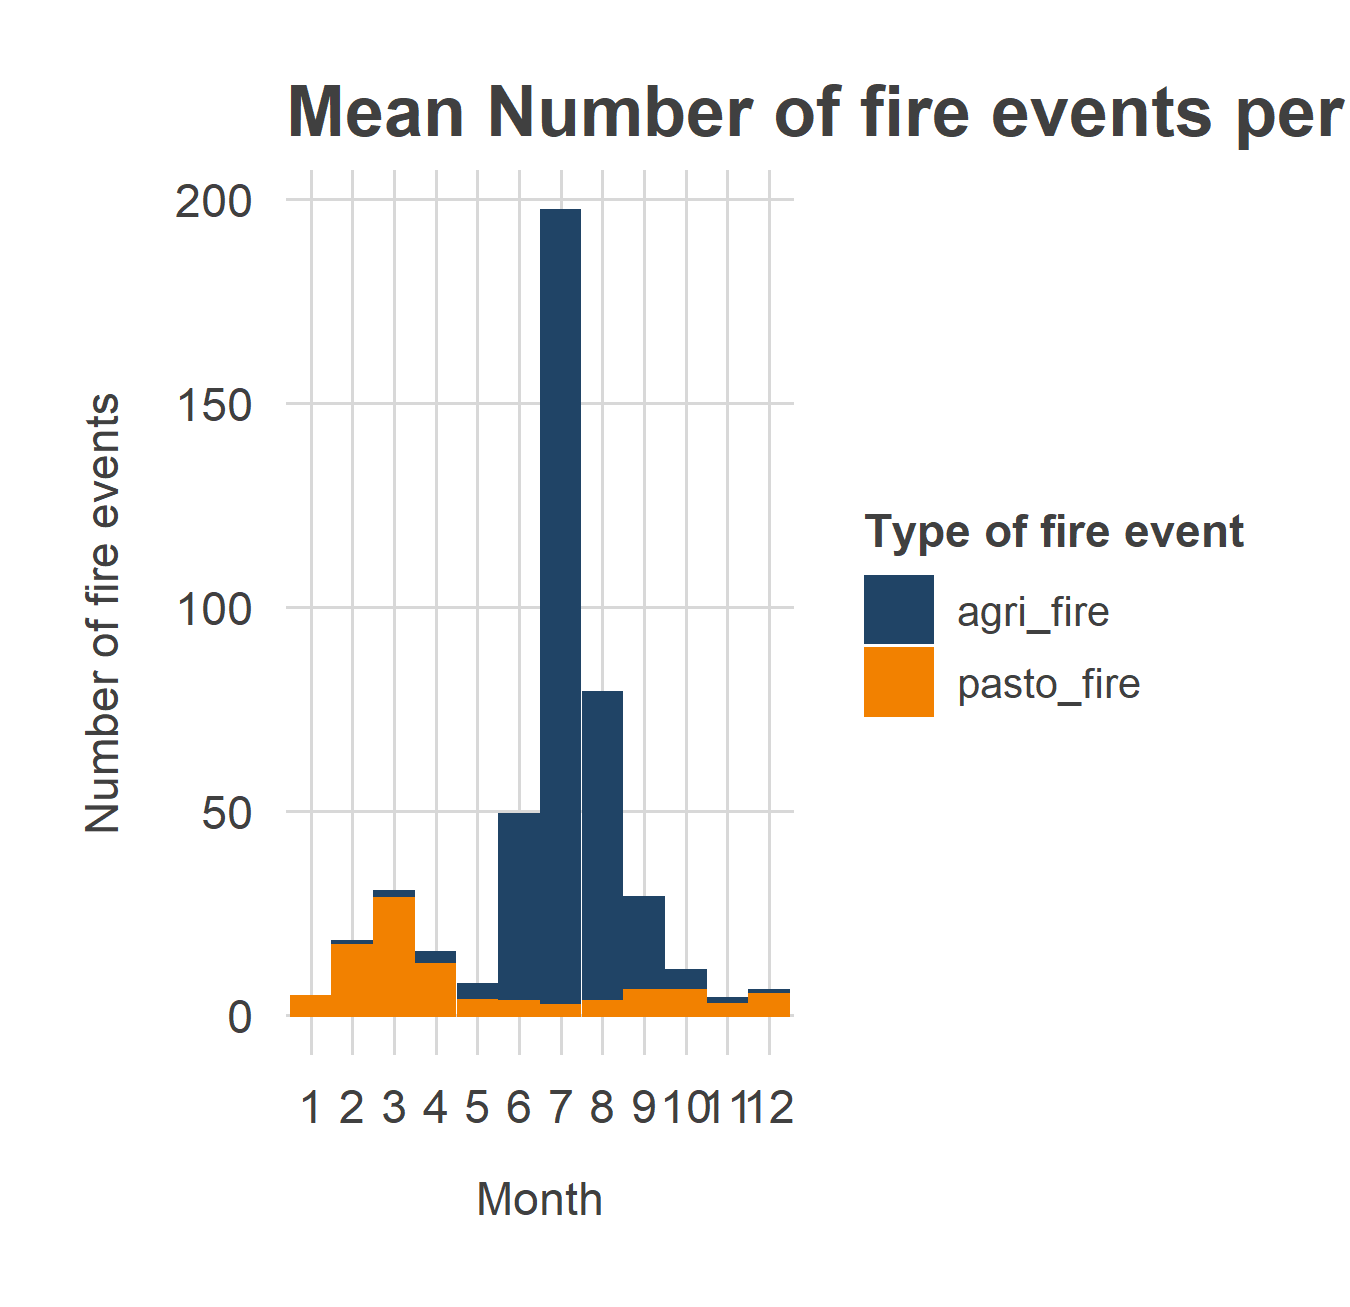 Mean Number of fire events per
200
150
100
50
0
Number of fire events
1 2 3 4 5 6 7 8 9 10 11 12
Month
Type of fire event
agri_fire
pasto_fire